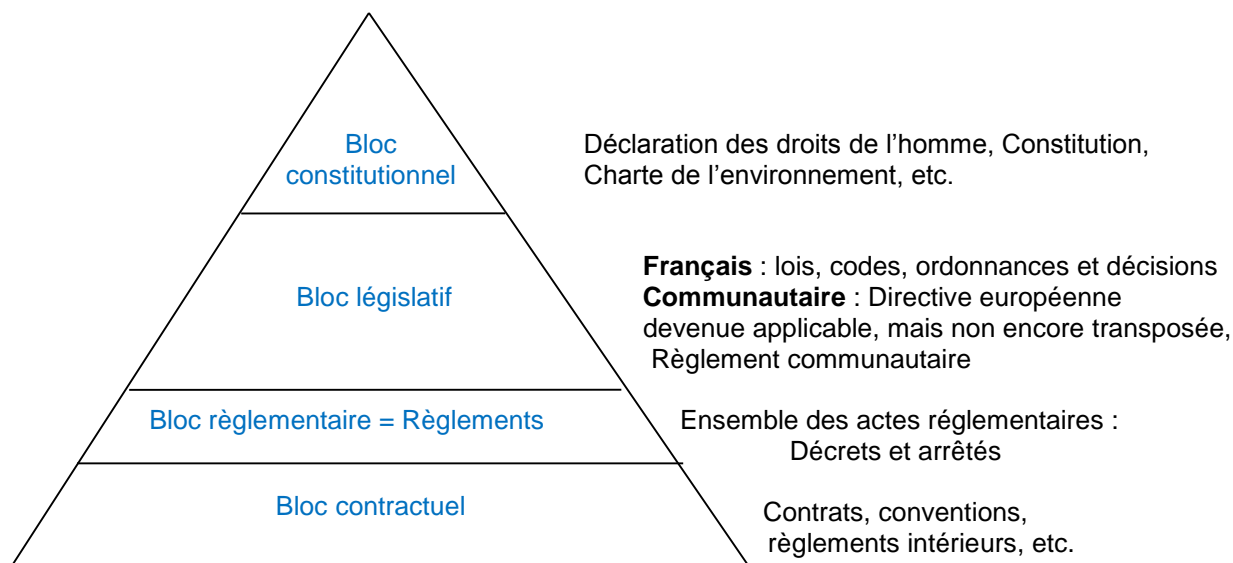 Bloc
constitutionnel
Déclaration des droits de l’homme, Constitution,
Charte de l’environnement, etc.
Bloc législatif
Français : lois, codes, ordonnances et décisions
Communautaire : Directive européenne
devenue applicable, mais non encore transposée,
Règlement communautaire
Bloc règlementaire = Règlements
Ensemble des actes réglementaires :
Décrets et arrêtés
Bloc contractuel
Contrats, conventions,
règlements intérieurs, etc.